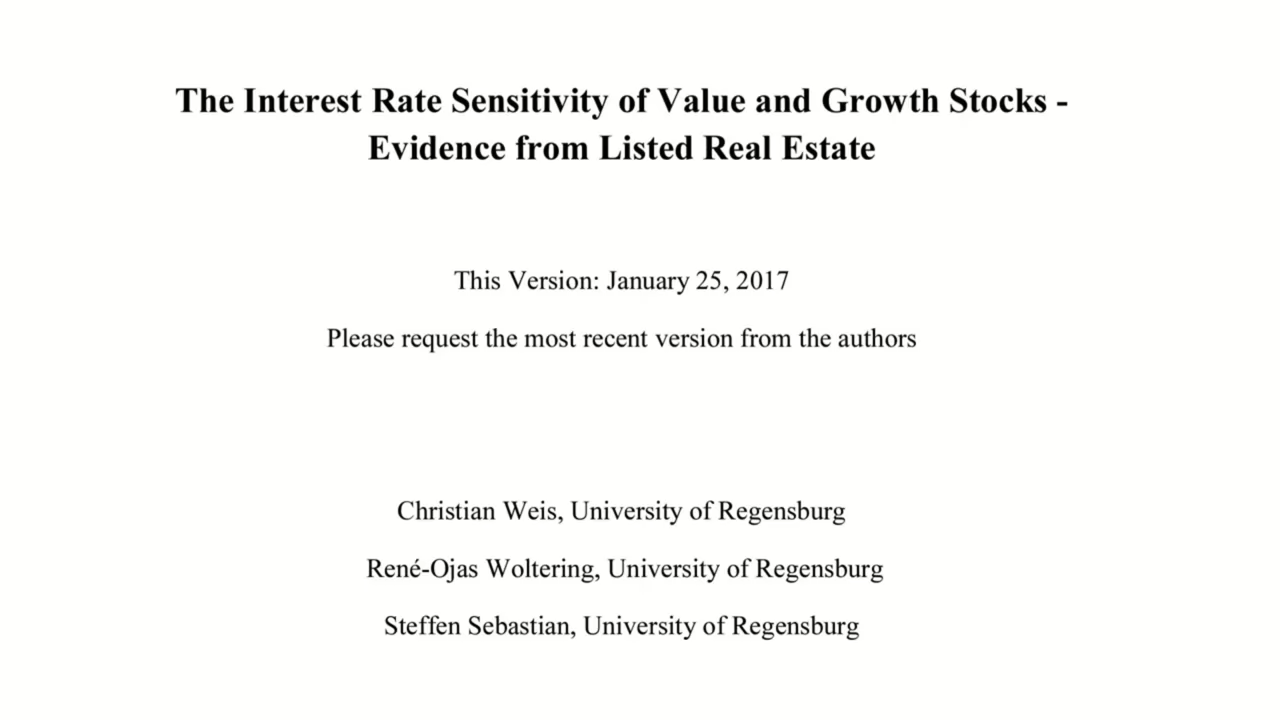 The Interest Rate Sensitivity of Value and Growth Stocks -
Evidence from Listed Real Estate
This Version: January 25, 2017
Please request the most recent version from the authors
Christian Weis, University of Regensburg
René-Ojas Woltering, University of Regensburg
Steffen Sebastian, University of Regensburg